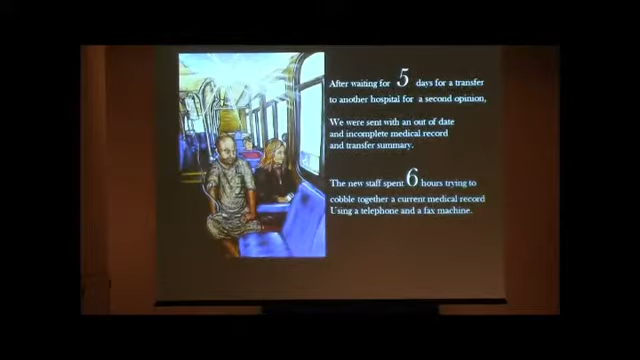 After waiting for 5 days for a transfer
to another hospital for a second opinion,
We were sent with an out of date
and incomplete medical record
and transfer summary.
The new staff spent 6 hours trying to
cobble together a current medical record
Using a telephone and a fax machine.